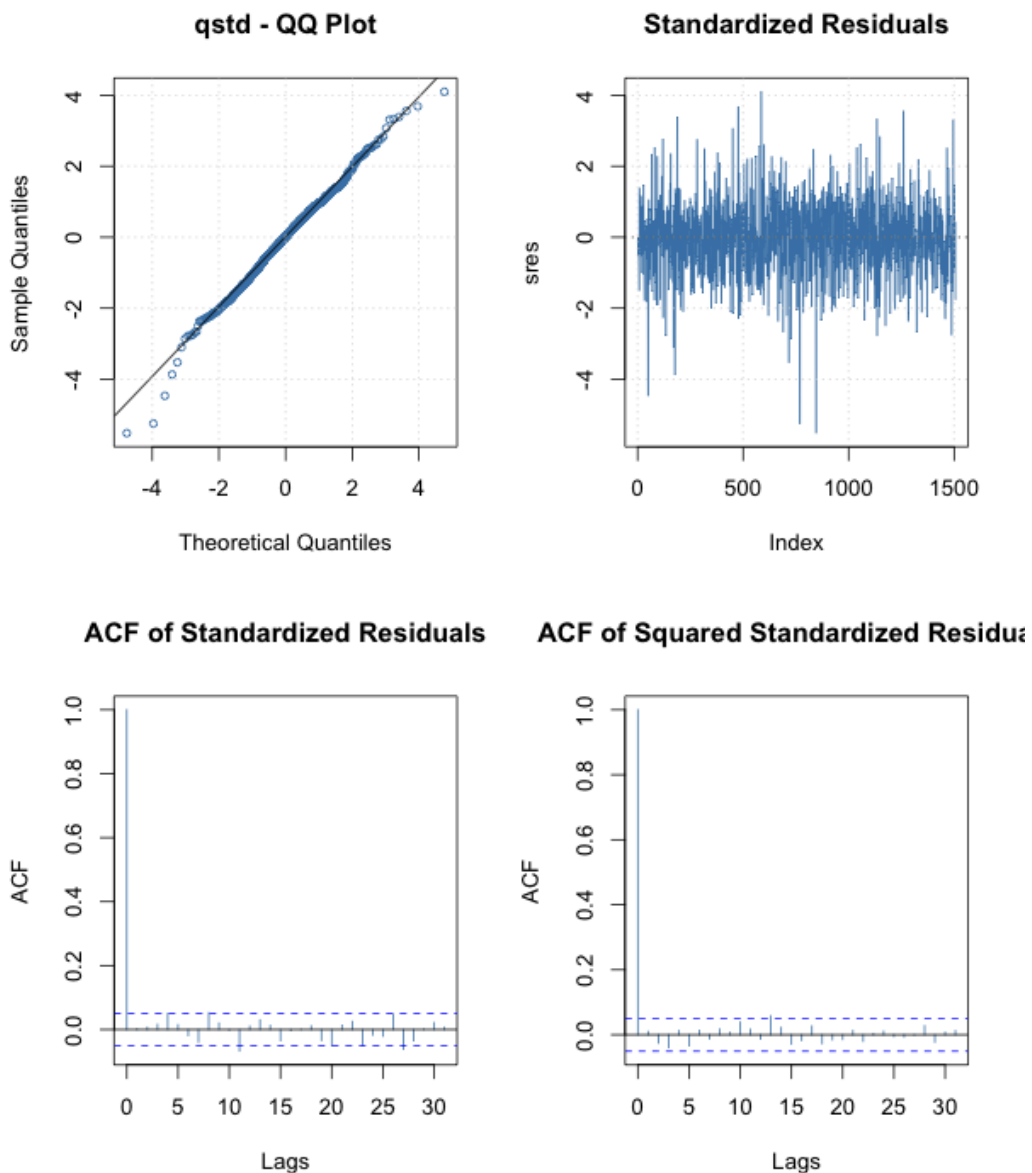 qstd - QQ Plot
Sample Quantiles
4
2
0
-2
-4
-4 -2 0 2 4
Theoretical Quantiles
Standardized Residuals
sres
4
2
0
-2
-4
0 500 1000 1500
Index
ACF of Standardized Residuals
ACF
1.0
0.8
0.6
0.4
0.2
0.0
0 5 10 15 20 25 30
Lags
ACF of Squared Standardized Residua
ACF
1.0
0.8
0.6
0.4
0.2
0.0
0 5 10 15 20 25 30
Lags